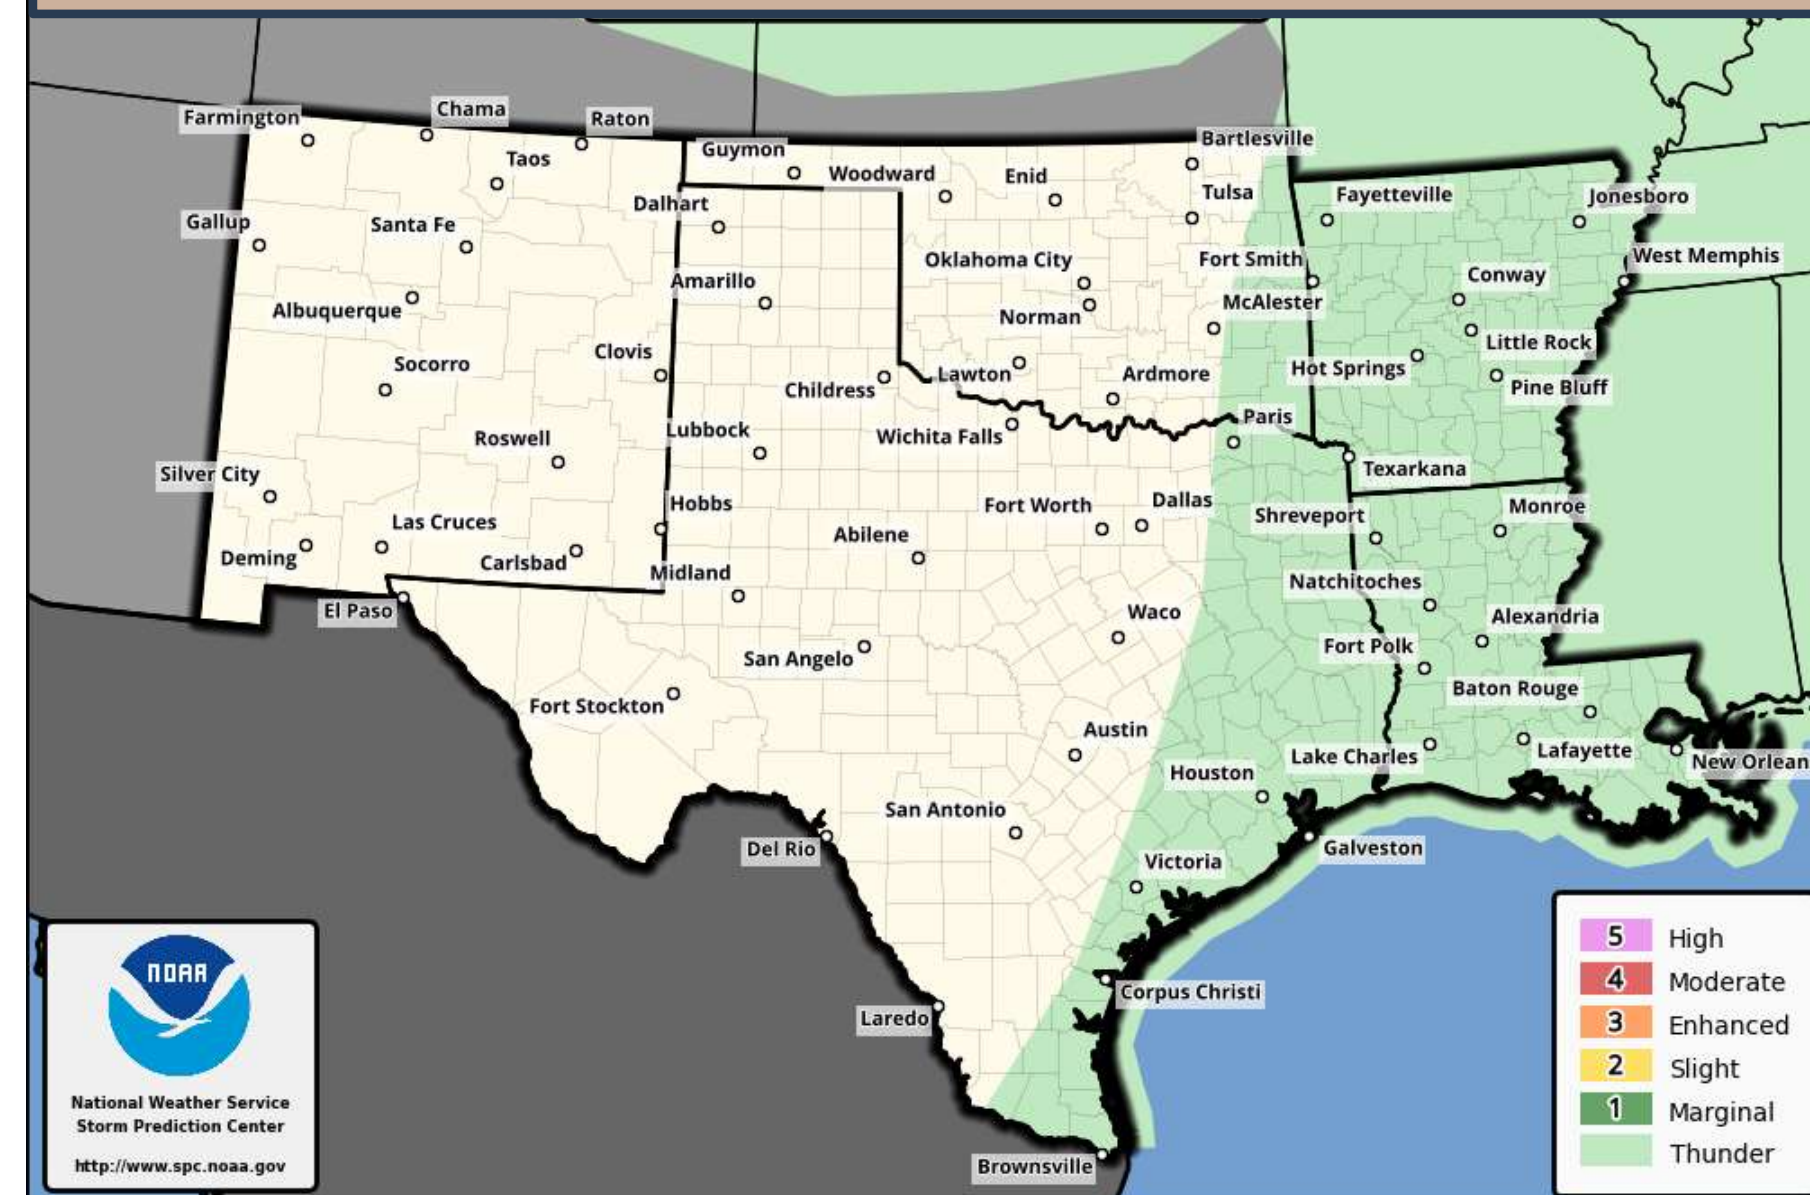 Farmington
Chama
Raton
Taos
Guymon
Woodward
Enid
Bartlesville
Tulsa
Fayetteville
Jonesboro
Gallup
Santa Fe
Dalhart
Oklahoma City
Fort Smith
West Memphis
Conway
Amarillo
Albuquerque
Norman
McAlester
Little Rock
Socorro
Clovis
Childress
Lawton
Ardmore
Hot Springs
Pine Bluff
Roswell
Lubbock
Wichita Falls
Paris
Texarkana
Silver City
Las Cruces
Hobbs
Fort Worth
Dallas
Shreveport
Monroe
Deming
Carlsbad
Midland
Abilene
Natchitoches
El Paso
Waco
Alexandria
San Angelo
Fort Polk
Fort Stockton
Baton Rouge
Austin
Lake Charles
Lafayette
New Orlean
Houston
San Antonio
Del Rio
Galveston
Victoria
Corpus Christi
Laredo
Brownsville
NOAA
National Weather Service
Storm Prediction Center
http://www.spc.noaa.gov
5 High
4 Moderate
3 Enhanced
2 Slight
1 Marginal
Thunder